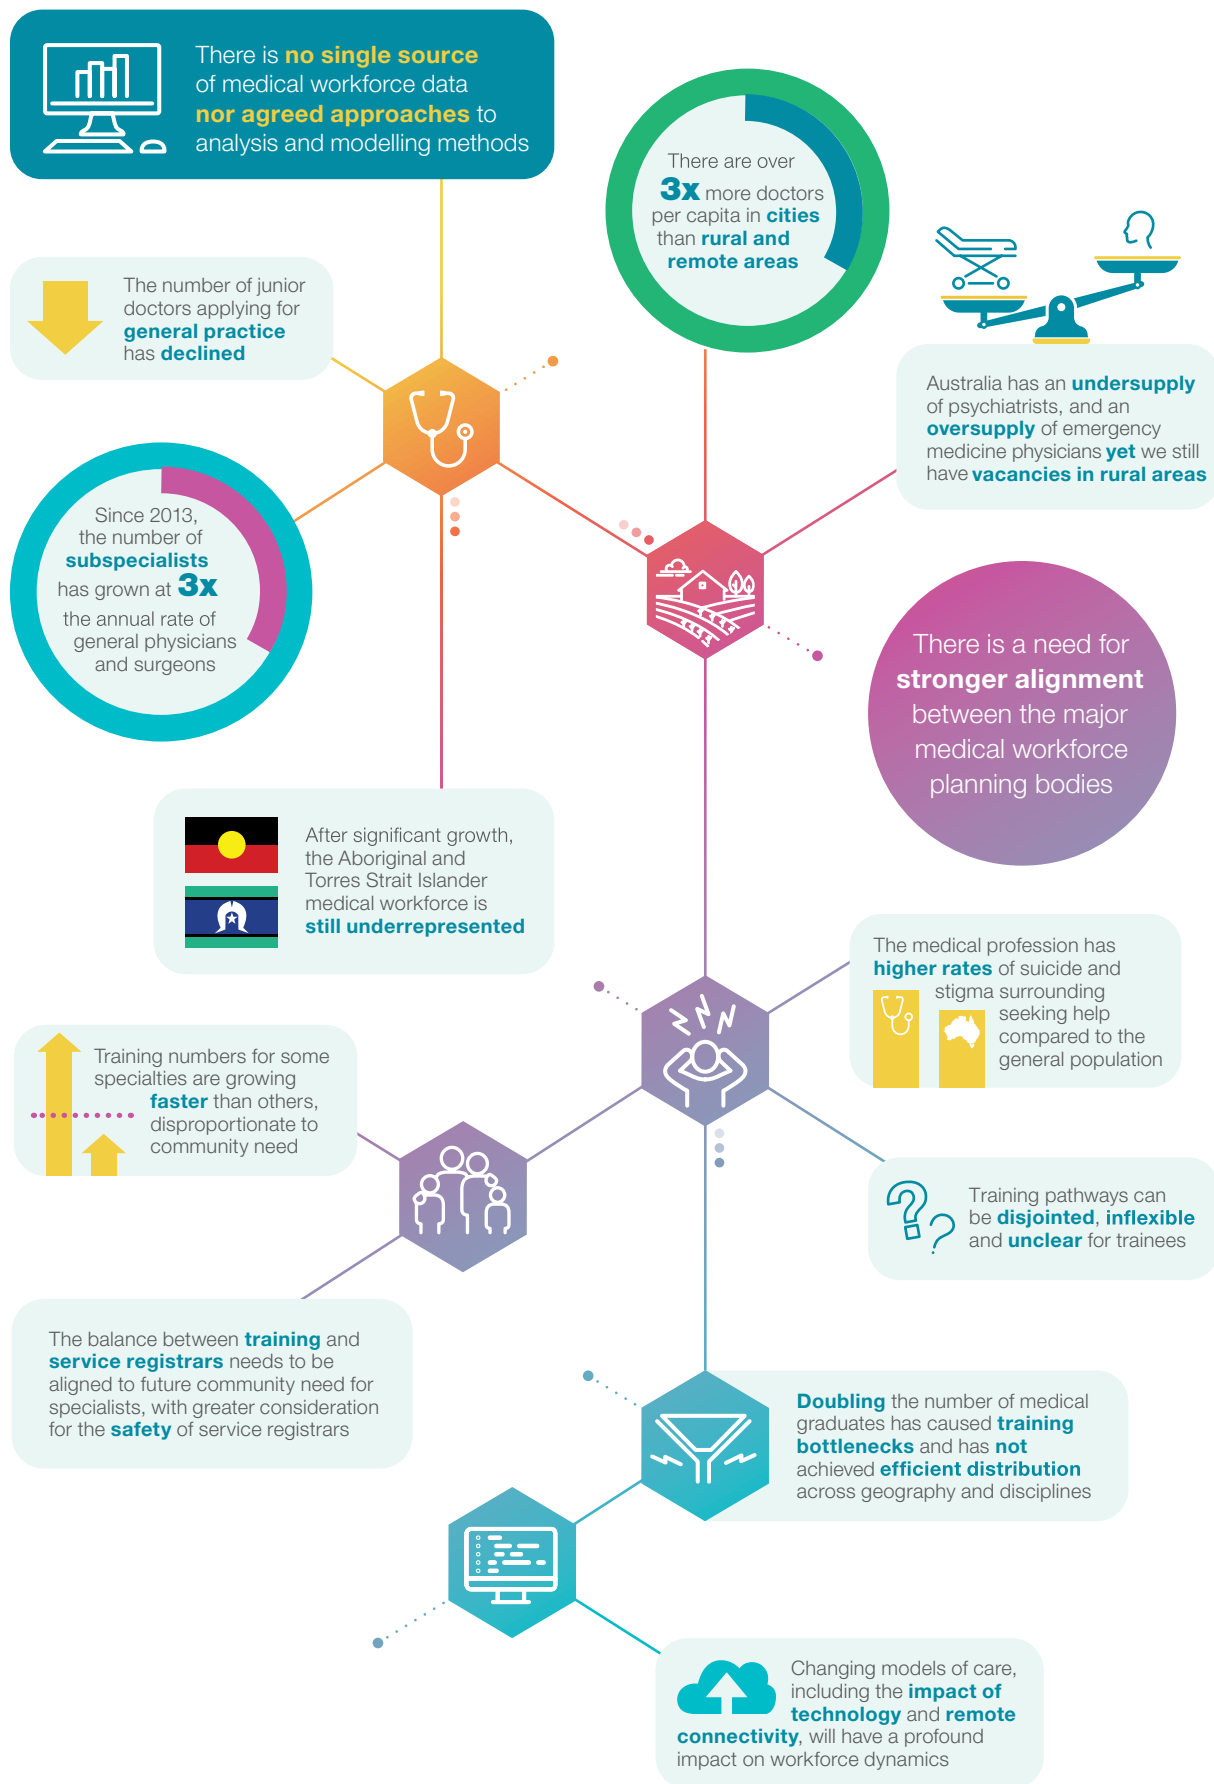 There is no single source
of medical workforce data
nor agreed approaches to
analysis and modelling methods
There are over
3x more doctors
per capita in cities
than rural and
remote areas
The number of junior
doctors applying for
general practice
has declined
Australia has an undersupply
of psychiatrists, and an
oversupply of emergency
medicine physicians yet we still
have vacancies in rural areas
Since 2013,
the number of
subspecialists
has grown at 3x
the annual rate of
general physicians
and surgeons
There is a need for
stronger alignment
between the major
medical workforce
planning bodies
After significant growth,
the Aboriginal and
Torres Strait Islander
medical workforce is
still underrepresented
The medical profession has
higher rates of suicide and
stigma surrounding
seeking help
compared to the
general population
Training numbers for some
specialties are growing
faster than others,
disproportionate to
community need
Training pathways can
be disjointed, inflexible
and unclear for trainees
The balance between training and
service registrars needs to be
aligned to future community need for
specialists, with greater consideration
for the safety of service registrars
Doubling the number of medical
graduates has caused training
bottlenecks and has not
achieved efficient distribution
across geography and disciplines
Changing models of care,
including the impact of
technology and remote
connectivity, will have a profound
impact on workforce dynamics